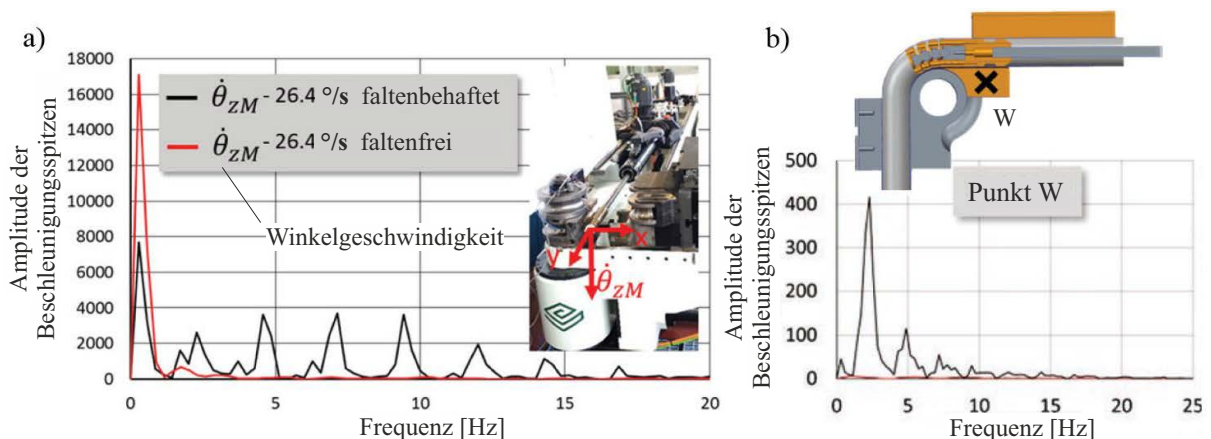 a)
18000
16000
14000
12000
10000
8000
6000
4000
2000
0
Amplitude der
Beschleunigungsspitzen
θ̇zM - 26.4 °/s faltenbehaftet
θ̇zM - 26.4 °/s faltenfrei
Winkelgeschwindigkeit
x
y
θ̇zM
0 5 10 15 20
Frequenz [Hz]
b)
W
Punkt W
500
400
300
200
100
0
Amplitude der
Beschleunigungsspitzen
0 5 10 15 20 25
Frequenz [Hz]